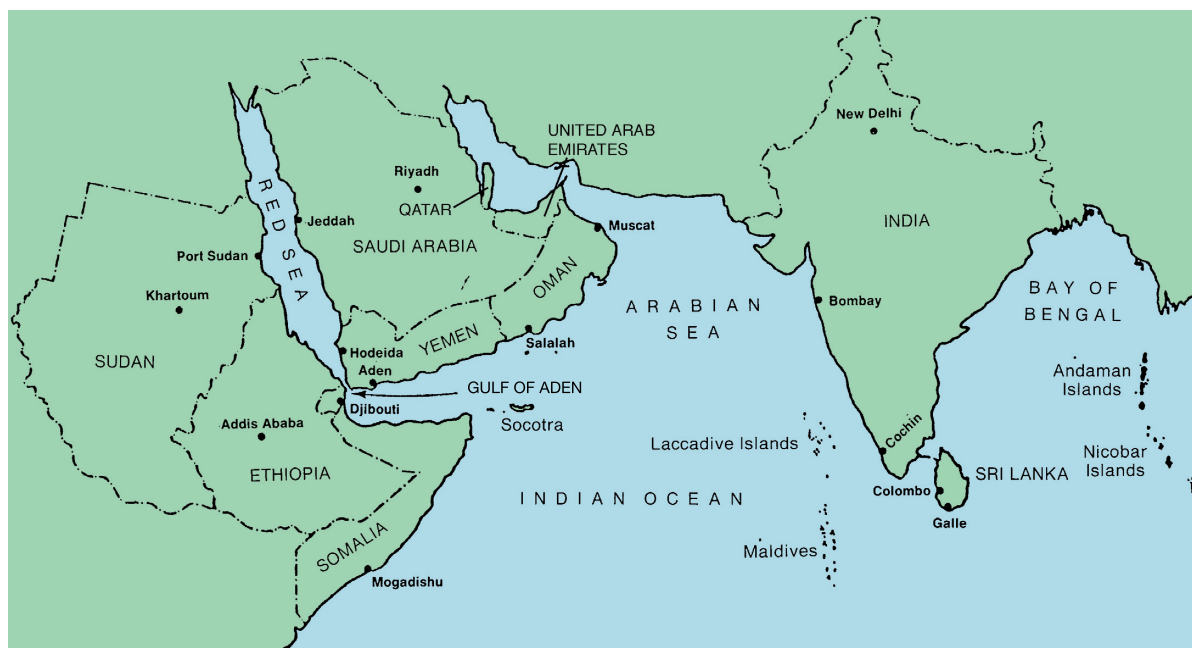 New Delhi
UNITED ARAB
EMIRATES
Riyadh
QATAR
RED SEA
Jeddah
INDIA
Muscat
SAUDI ARABIA
Port Sudan
OMAN
Khartoum
ARABIAN
SEA
Bombay
BAY OF
BENGAL
YEMEN
Salalah
Hodeida
SUDAN
Aden
Andaman
Islands
GULF OF ADEN
Djibouti
Addis Ababa
Socotra
Cochin
Laccadive Islands
Nicobar
Islands
ETHIOPIA
SRI LANKA
Colombo
INDIAN OCEAN
Galle
SOMALIA
Maldives
Mogadishu